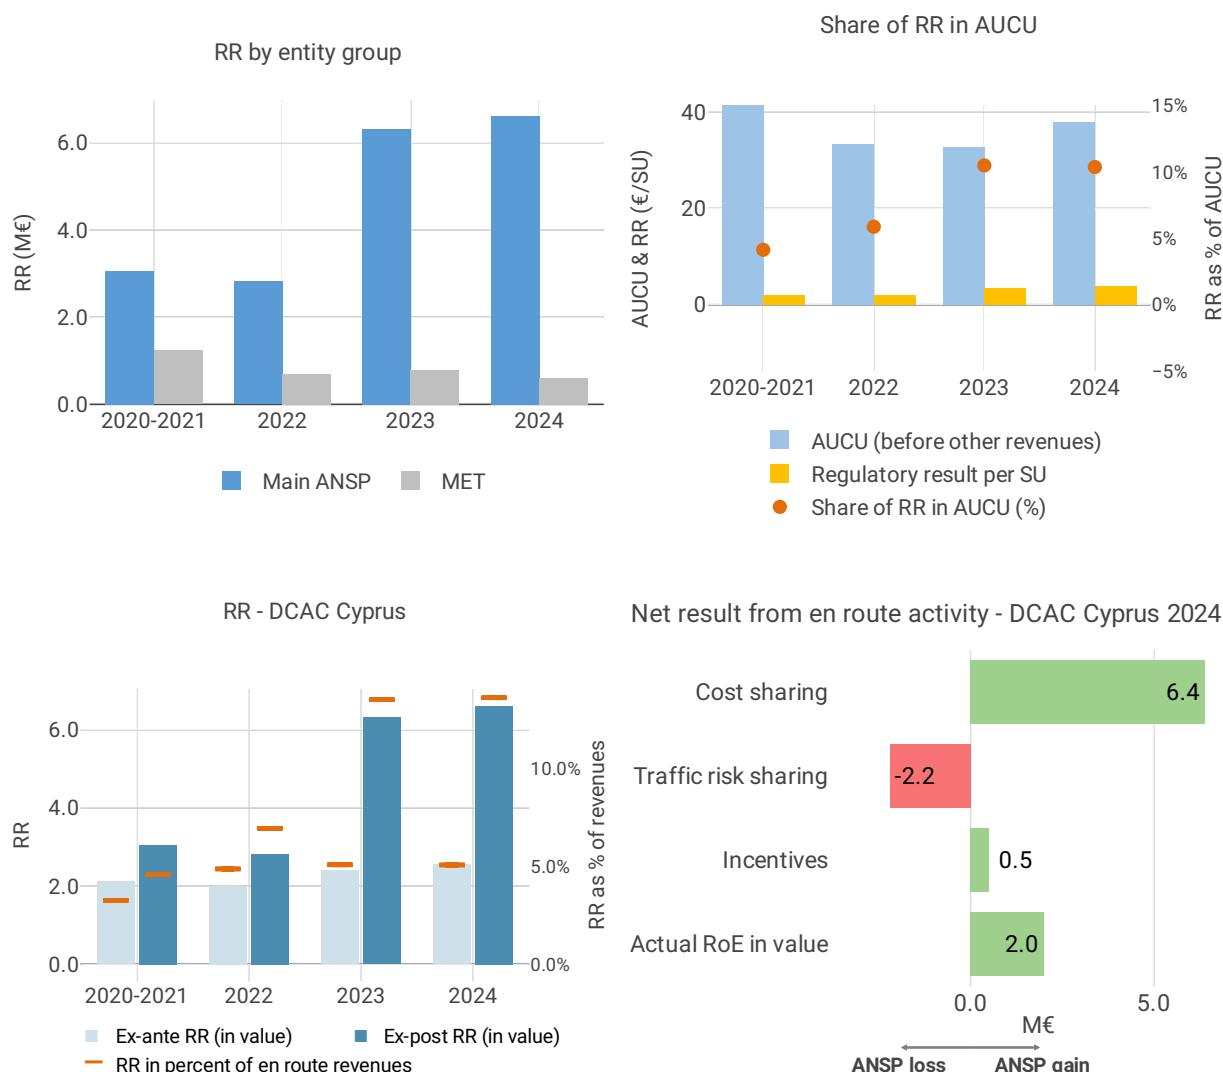 RR by entity group
RR (M€)
6.0
4.0
2.0
0.0
2020-2021
2022
2023
2024
Main ANSP
MET
Share of RR in AUCU
AUCU & RR (€/SU)
40
20
0
15%
10%
5%
0%
−5%
RR as % of AUCU
2020-2021
2022
2023
2024
AUCU (before other revenues)
Regulatory result per SU
Share of RR in AUCU (%)
RR - DCAC Cyprus
RR
6.0
4.0
2.0
0.0
10.0%
5.0%
0.0%
RR as % of revenues
2020-2021
2022
2023
2024
Ex-ante RR (in value)
Ex-post RR (in value)
RR in percent of en route revenues
Net result from en route activity - DCAC Cyprus 2024
Cost sharing
6.4
Traffic risk sharing
-2.2
Incentives
0.5
Actual RoE in value
2.0
0.0
5.0
M€
ANSP loss
ANSP gain